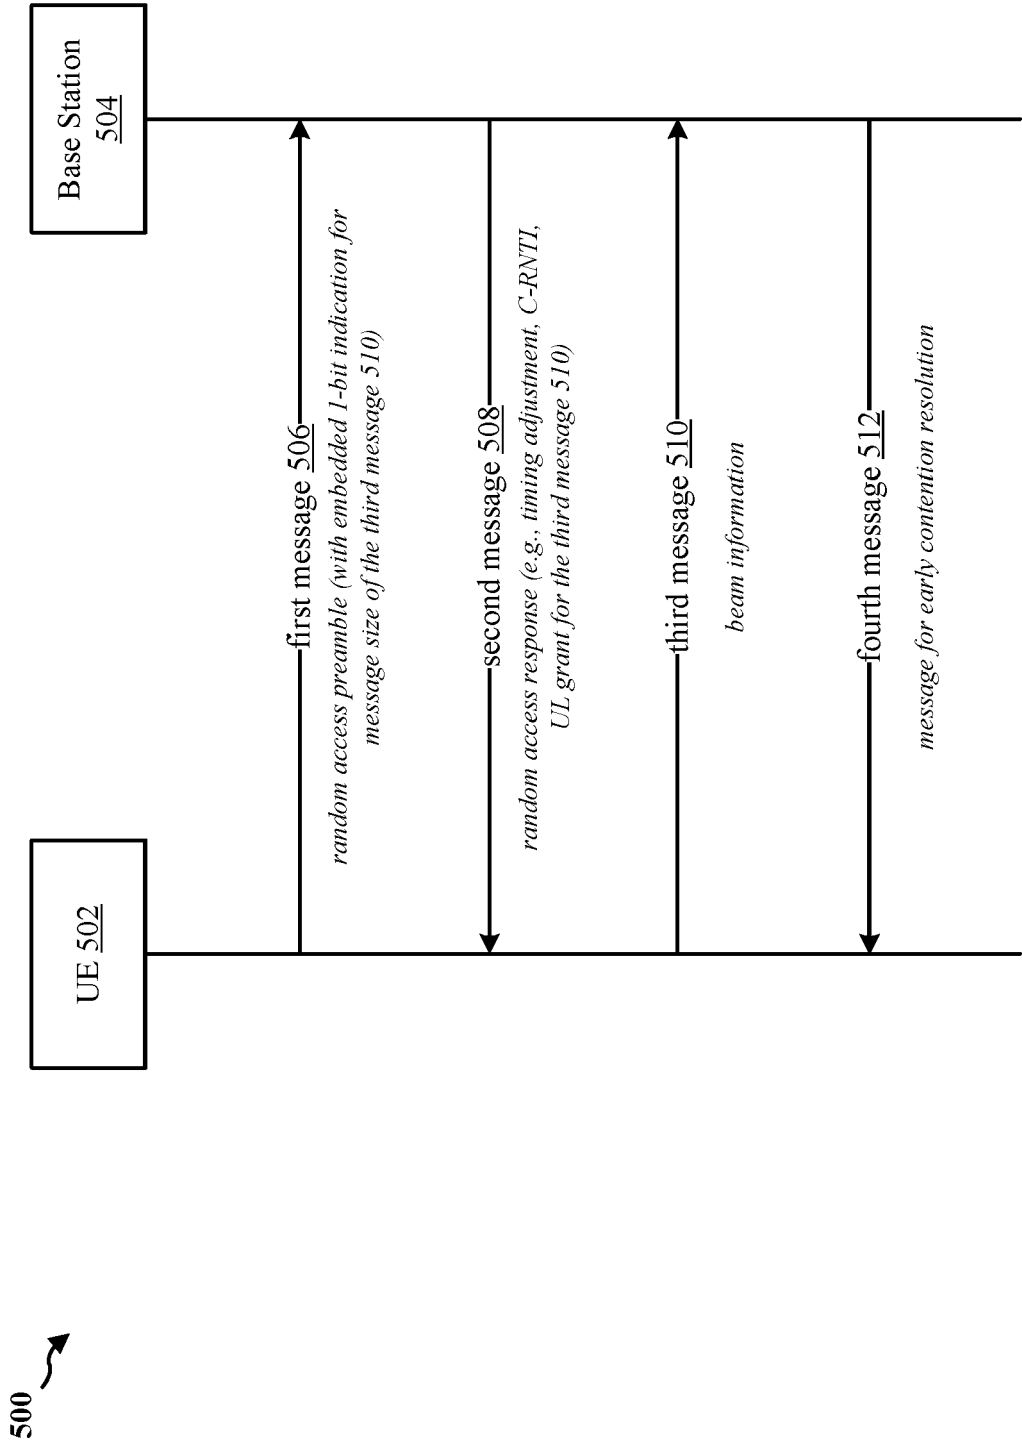 500
UE 502
Base Station
504
first message 506
random access preamble (with embedded 1-bit indication for
message size of the third message 510)
second message 508
random access response (e.g., timing adjustment, C-RNTI,
UL grant for the third message 510)
third message 510
beam information
fourth message 512
message for early contention resolution